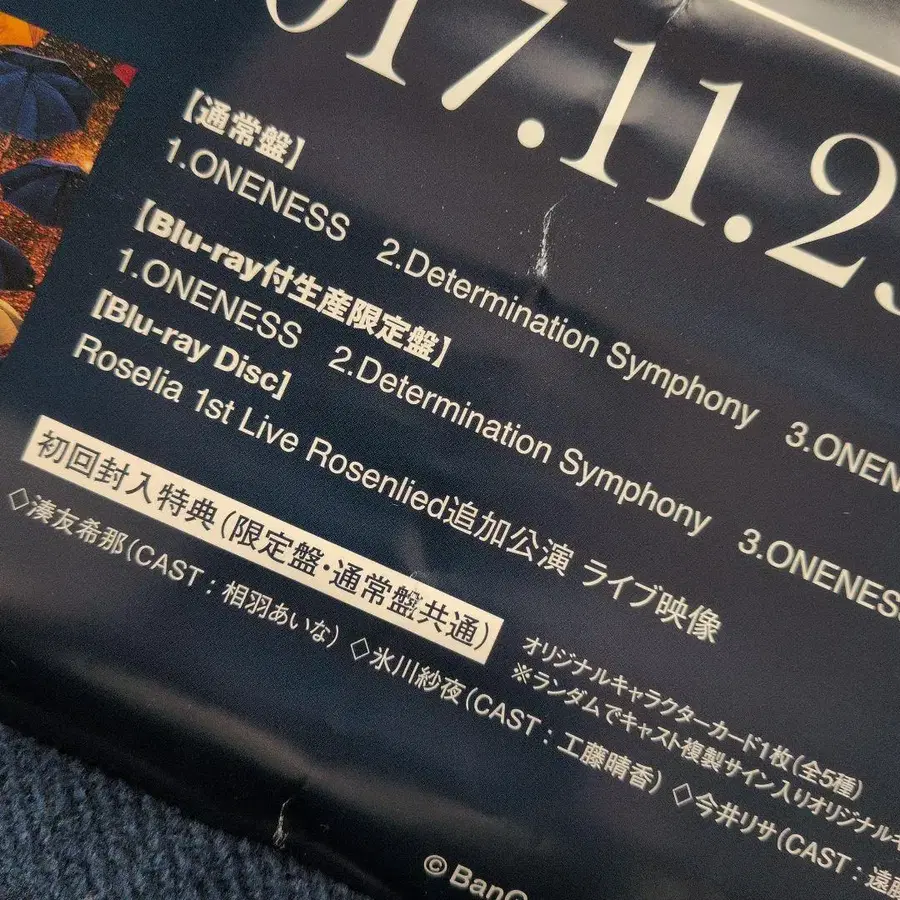 017.11.2
【通常盤】
1.ONENESS 2.Determination Symphony 3.ONEN
【Blu-ray付生産限定盤】
1.ONENESS 2.Determination Symphony 3.ONENESS
[Blu-ray Disc]
Roselia 1st Live Rosenlied追加公演 ライブ映像
初回封入特典(限定盤・通常盤共通)
オリジナルキャラクターカード1枚(全5種)
※ランダムでキャスト複製サイン入りオリジナルキ
◇湊友希那(CAST:相羽あいな) ◇氷川紗夜(CAST:工藤晴香) ◇今井リサ(CAST:遠藤
©BanG